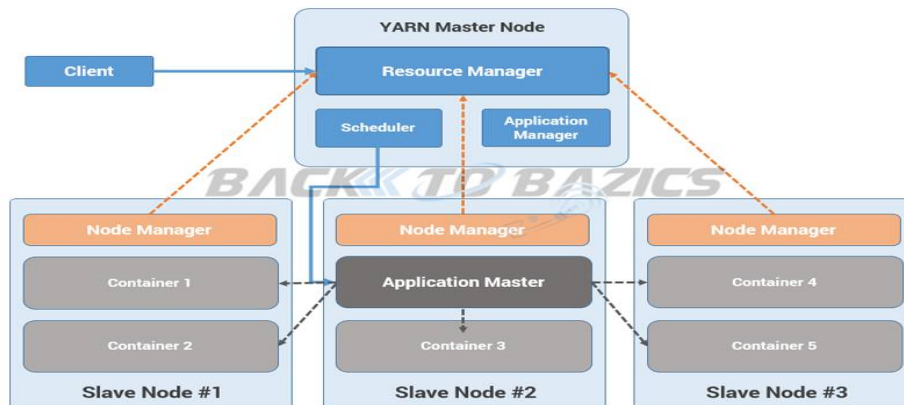 YARN Master Node
Client
Resource Manager
Scheduler
Application
Manager
BACK TO BAZICS
Node Manager
Container 1
Container 2
Slave Node #1
Node Manager
Application Master
Container 3
Slave Node #2
Node Manager
Container 4
Container 5
Slave Node #3